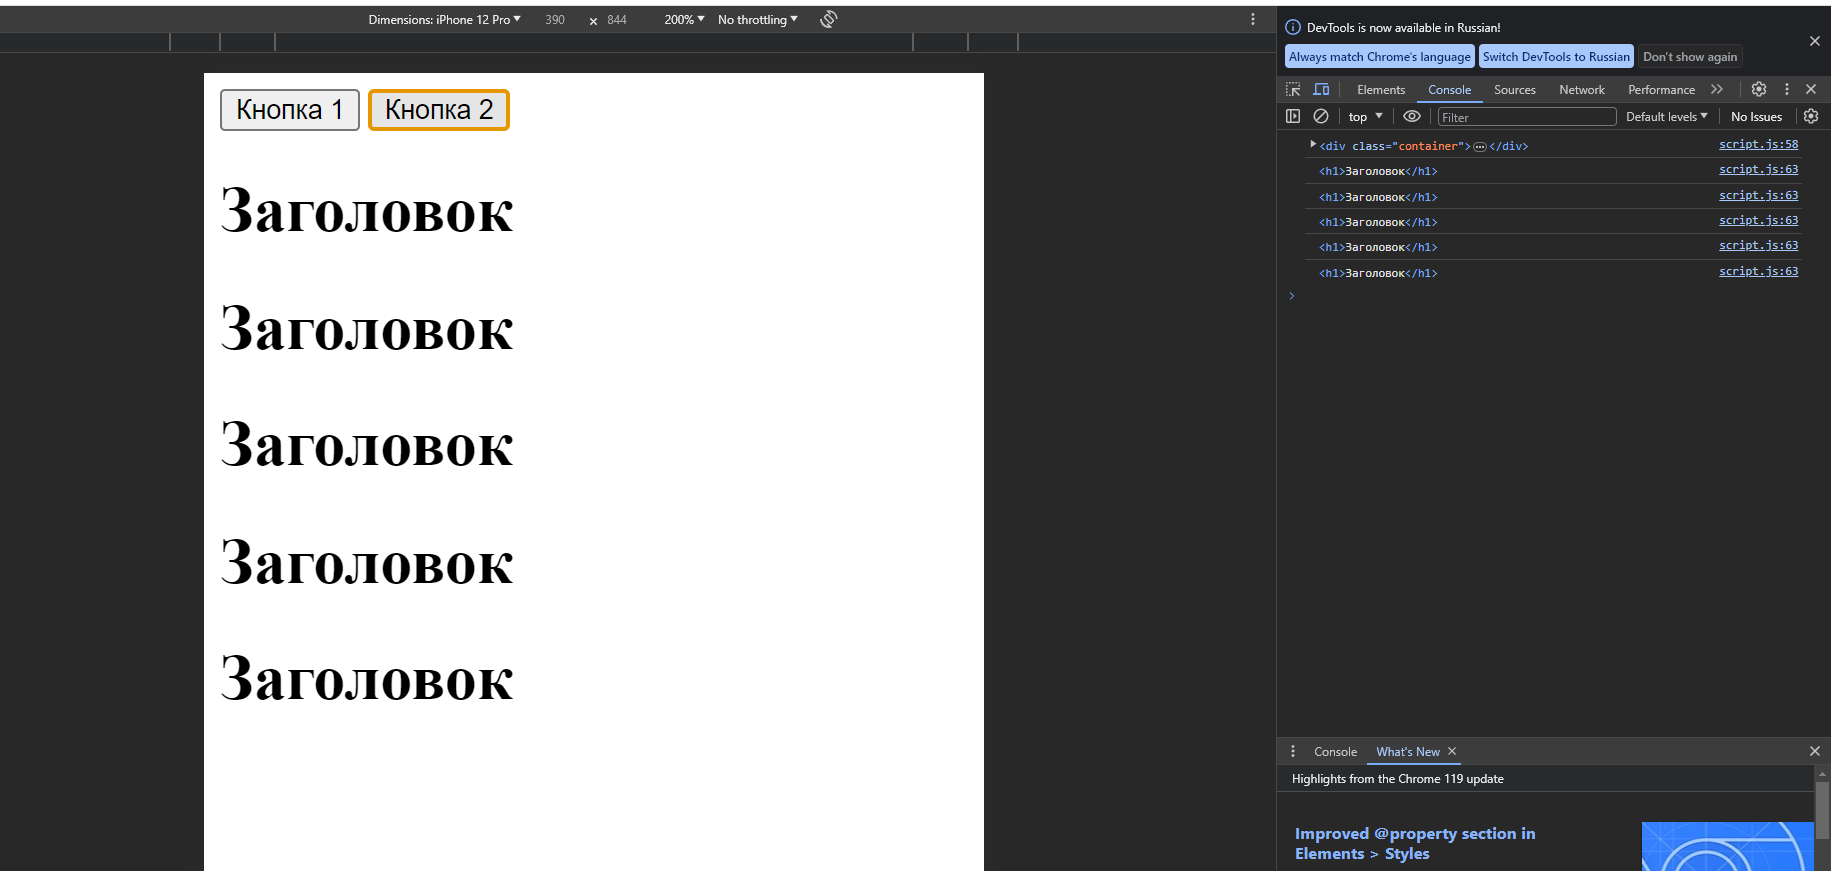 Dimensions: iPhone 12 Pro 390 × 844 200% No throttling
Кнопка 1 Кнопка 2
Заголовок
Заголовок
Заголовок
Заголовок
Заголовок
DevTools is now available in Russian!
Always match Chrome's language Switch DevTools to Russian Don't show again
Elements Console Sources Network Performance
top Filter Default levels No Issues
<div class="container">…</div> script.js:58
<h1>Заголовок</h1> script.js:63
<h1>Заголовок</h1> script.js:63
<h1>Заголовок</h1> script.js:63
<h1>Заголовок</h1> script.js:63
<h1>Заголовок</h1> script.js:63
Console What's New
Highlights from the Chrome 119 update
Improved @property section in
Elements > Styles